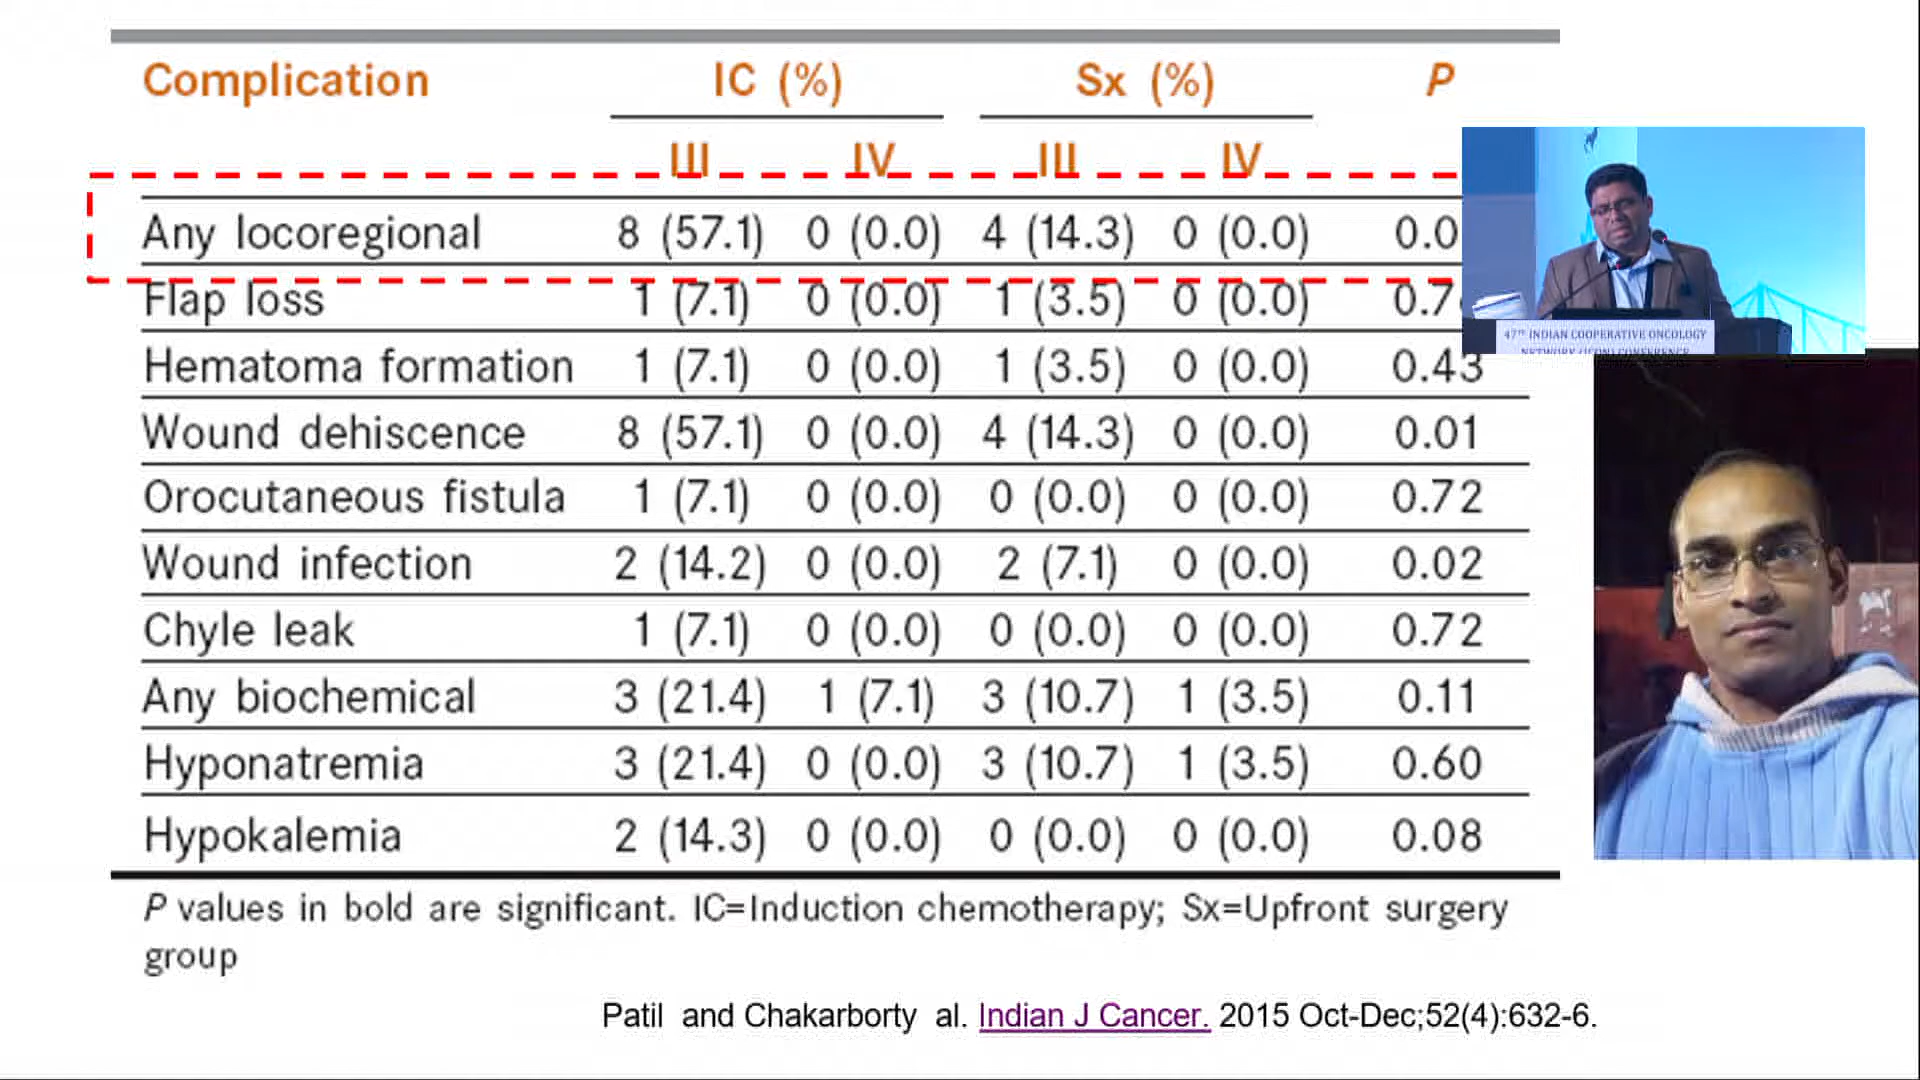 Complication IC (%) Sx (%) P
III IV III IV
Any locoregional 8 (57.1) 0 (0.0) 4 (14.3) 0 (0.0)
Flap loss 1 (7.1) 0 (0.0) 1 (3.5) 0 (0.0)
Hematoma formation 1 (7.1) 0 (0.0) 1 (3.5) 0 (0.0) 0.43
Wound dehiscence 8 (57.1) 0 (0.0) 4 (14.3) 0 (0.0) 0.01
Orocutaneous fistula 1 (7.1) 0 (0.0) 0 (0.0) 0 (0.0) 0.72
Wound infection 2 (14.2) 0 (0.0) 2 (7.1) 0 (0.0) 0.02
Chyle leak 1 (7.1) 0 (0.0) 0 (0.0) 0 (0.0) 0.72
Any biochemical 3 (21.4) 1 (7.1) 3 (10.7) 1 (3.5) 0.11
Hyponatremia 3 (21.4) 0 (0.0) 3 (10.7) 1 (3.5) 0.60
Hypokalemia 2 (14.3) 0 (0.0) 0 (0.0) 0 (0.0) 0.08
P values in bold are significant. IC=Induction chemotherapy; Sx=Upfront surgery
group
Patil and Chakarborty al. Indian J Cancer. 2015 Oct-Dec;52(4):632-6.
47TH INDIAN COOPERATIVE ONCOLOGY
NETWORK (ICON) CONFERENCE